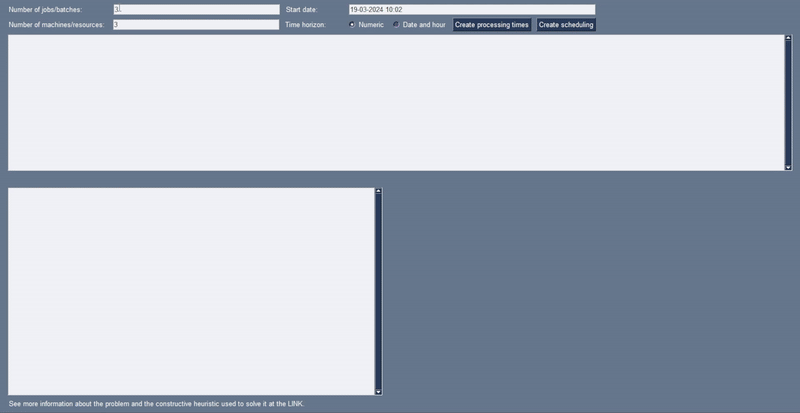 Number of jobs/batches: 3 Start date: 19-03-2024 10:02
Number of machines/resources: 3 Time horizon: Numeric Date and hour Create processing times Create scheduling
See more information about the problem and the constructive heuristic used to solve it at the LINK.